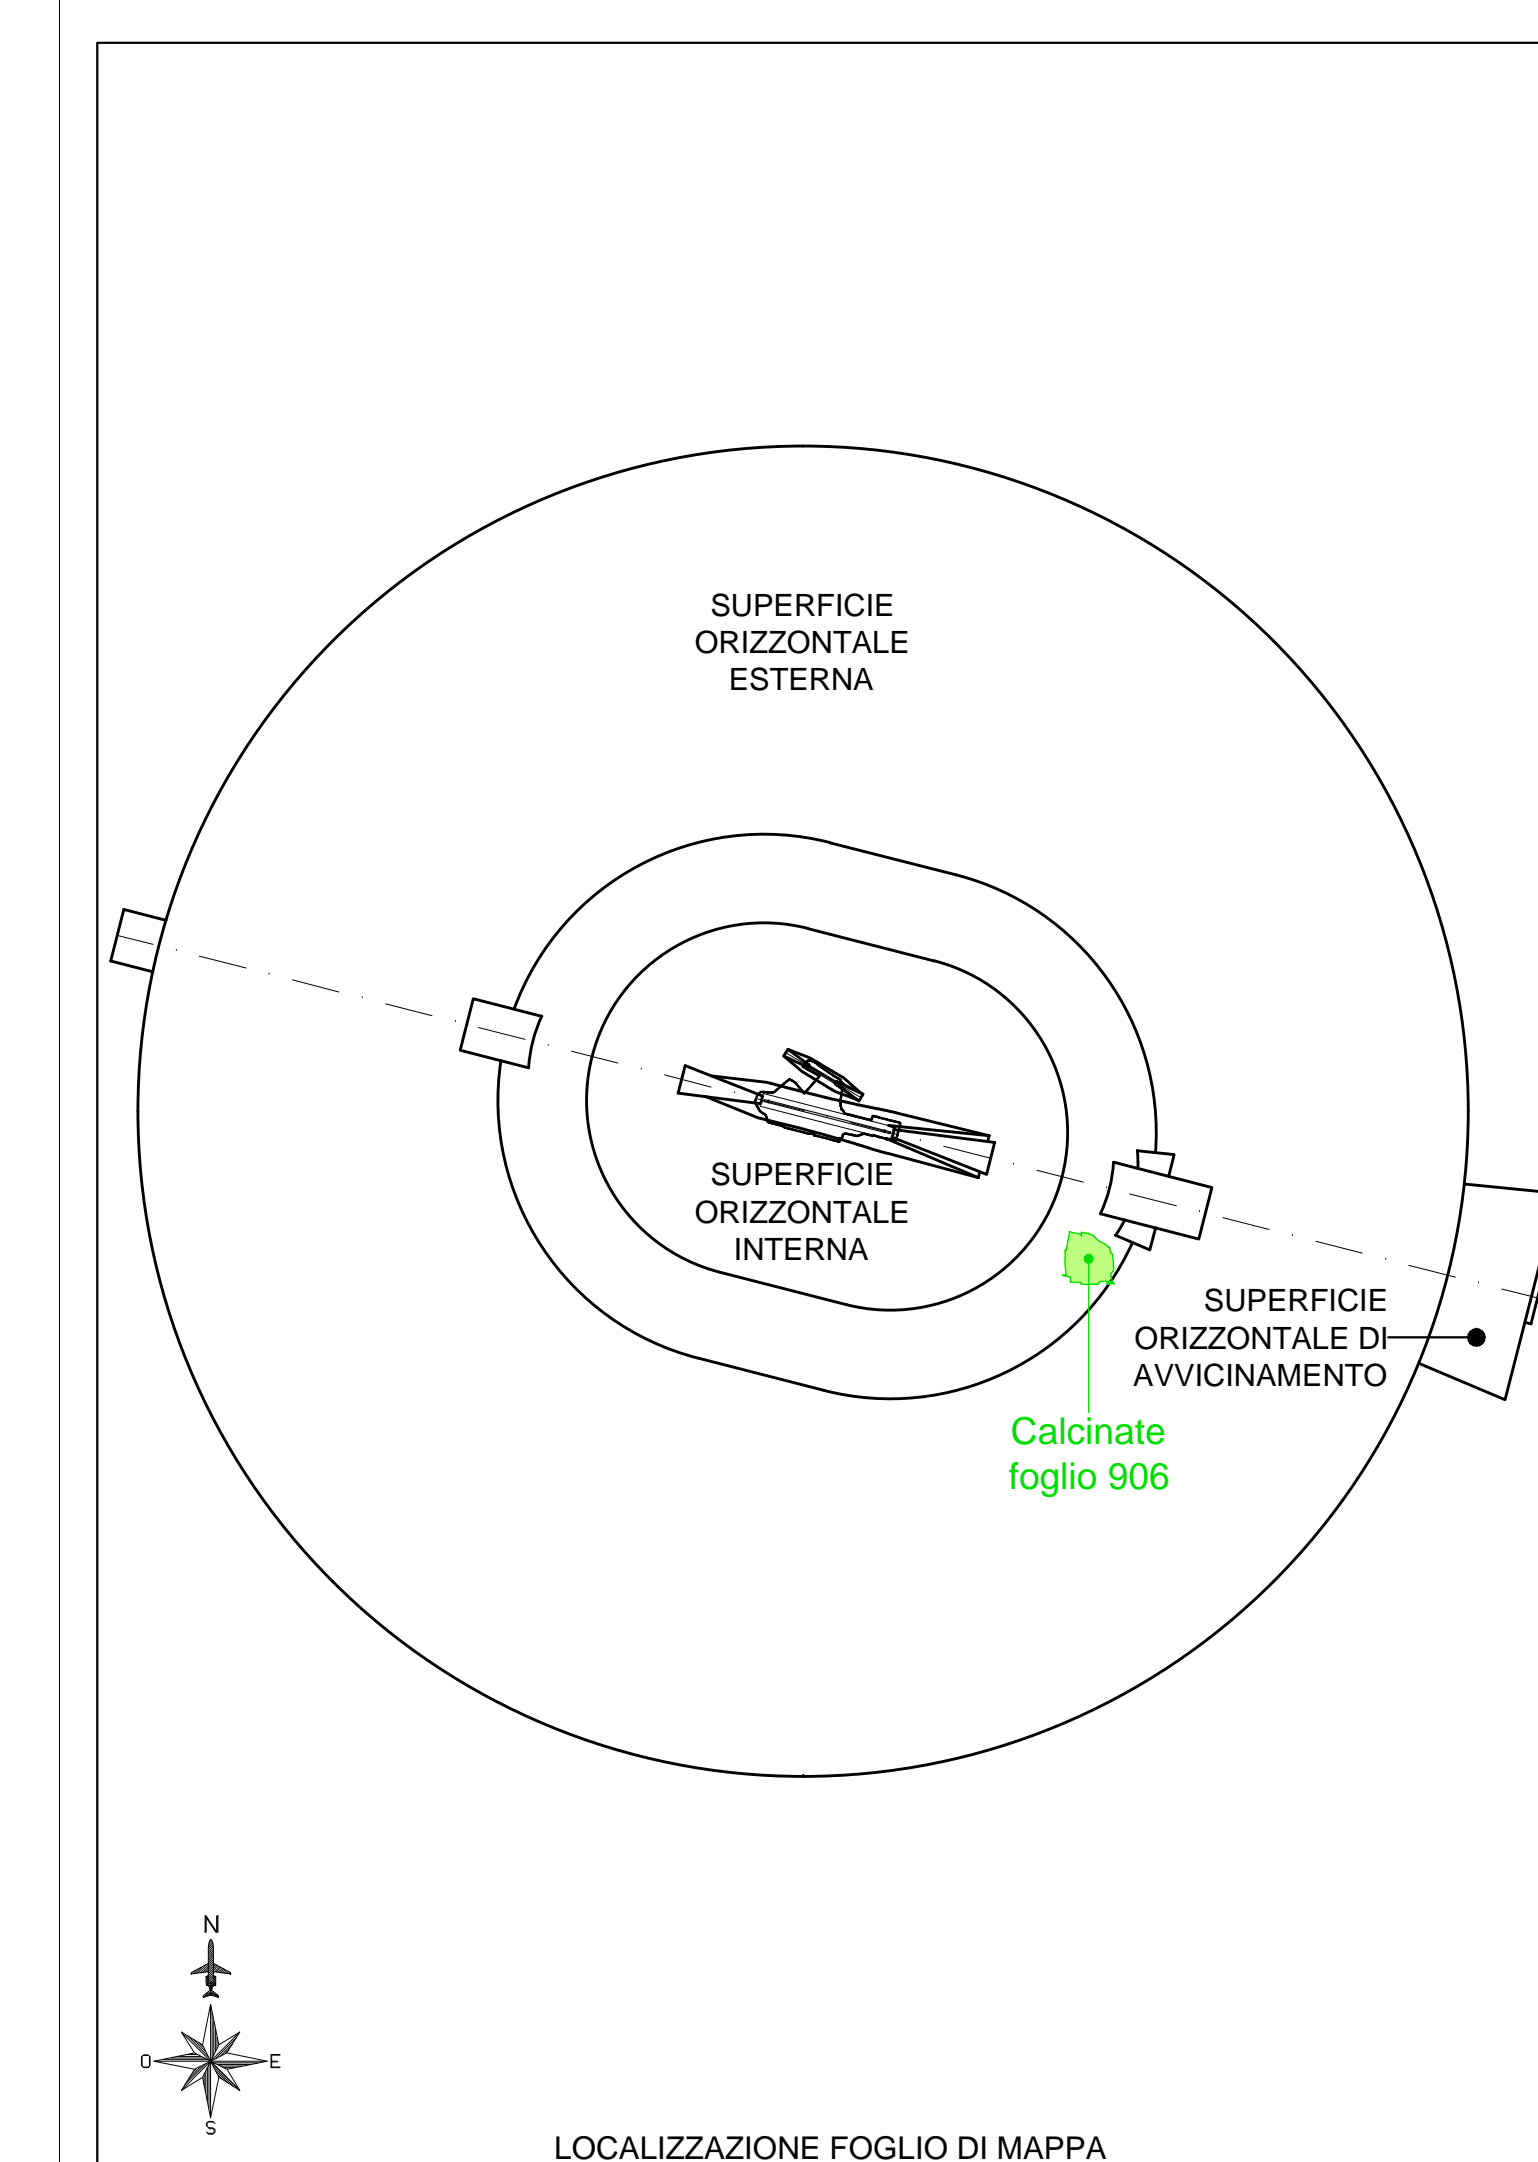 SUPERFICIE
ORIZZONTALE
ESTERNA
SUPERFICIE
ORIZZONTALE
INTERNA
SUPERFICIE
ORIZZONTALE DI
AVVICINAMENTO
Calcinate
foglio 906
N
O
E
S
LOCALIZZAZIONE FOGLIO DI MAPPA